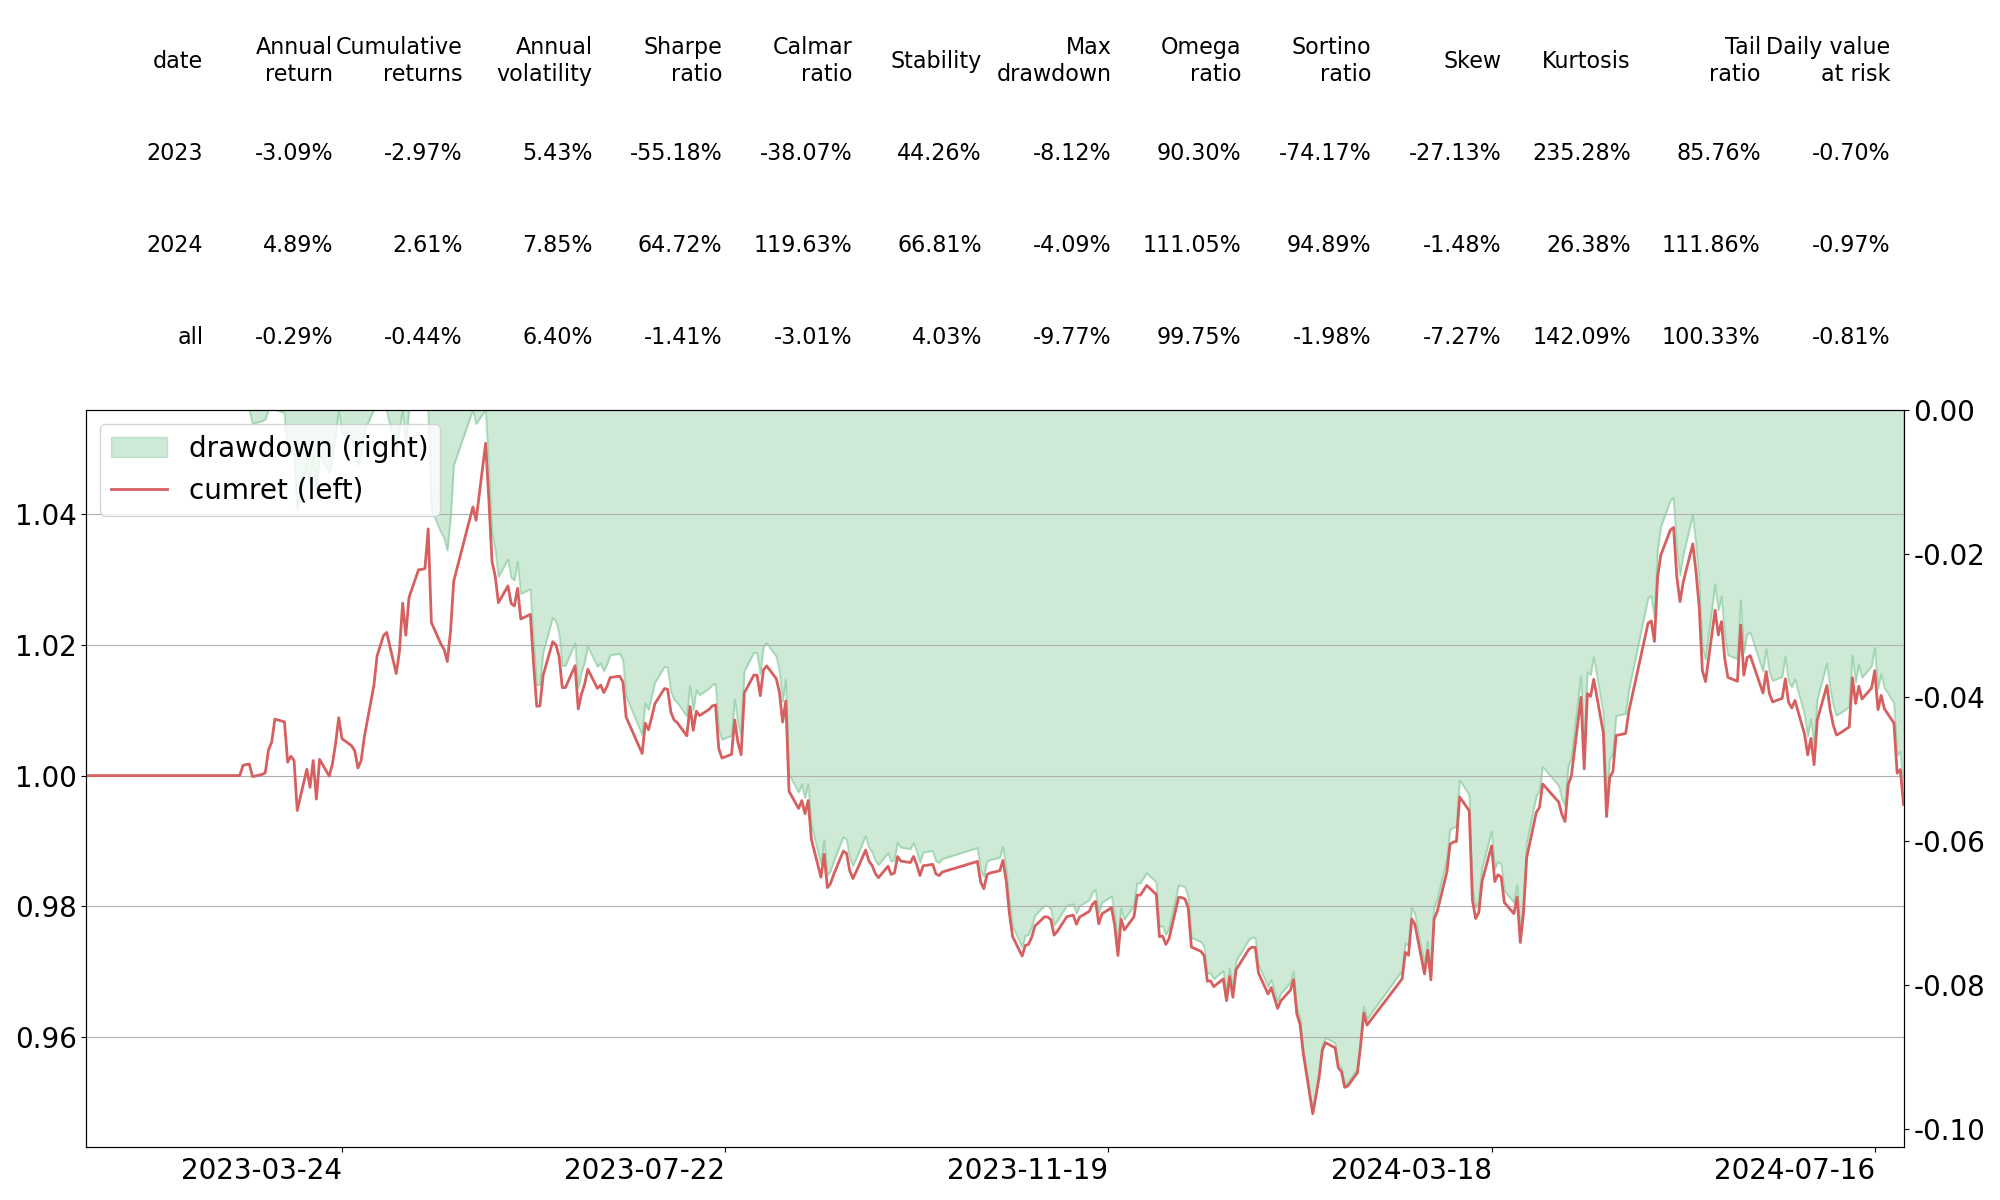 date Annual return Cumulative returns Annual volatility Sharpe ratio Calmar ratio Stability Max drawdown Omega ratio Sortino ratio Skew Kurtosis Tail ratio Daily value at risk
2023 -3.09% -2.97% 5.43% -55.18% -38.07% 44.26% -8.12% 90.30% -74.17% -27.13% 235.28% 85.76% -0.70%
2024 4.89% 2.61% 7.85% 64.72% 119.63% 66.81% -4.09% 111.05% 94.89% -1.48% 26.38% 111.86% -0.97%
all -0.29% -0.44% 6.40% -1.41% -3.01% 4.03% -9.77% 99.75% -1.98% -7.27% 142.09% 100.33% -0.81%
drawdown (right)
cumret (left)
1.04
1.02
1.00
0.98
0.96
0.00
-0.02
-0.04
-0.06
-0.08
-0.10
2023-03-24 2023-07-22 2023-11-19 2024-03-18 2024-07-16